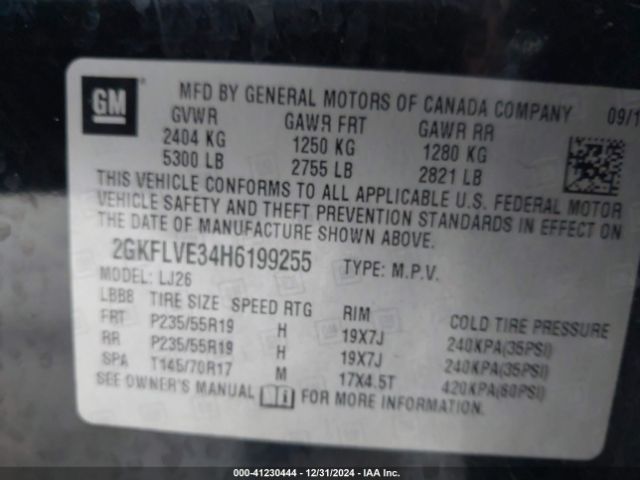 GM
MFD BY GENERAL MOTORS OF CANADA COMPANY 09/1
GVWR GAWR FRT GAWR RR
2404 KG 1250 KG 1280 KG
5300 LB 2755 LB 2821 LB
THIS VEHICLE CONFORMS TO ALL APPLICABLE U.S. FEDERAL MOTOR
VEHICLE SAFETY AND THEFT PREVENTION STANDARDS IN EFFECT ON
THE DATE OF MANUFACTURE SHOWN ABOVE.
2GKFLVE34H6199255 TYPE: M.P.V.
MODEL: LJ26
LBB8 TIRE SIZE SPEED RTG RIM COLD TIRE PRESSURE
FRT P235/55R19 H 19X7J 240KPA(35PSI)
RR P235/55R19 H 19X7J 240KPA(35PSI)
SPA T145/70R17 M 17X4.5T 420KPA(60PSI)
SEE OWNER'S MANUAL FOR MORE INFORMATION.
000-41230444 - 12/31/2024 - IAA Inc.